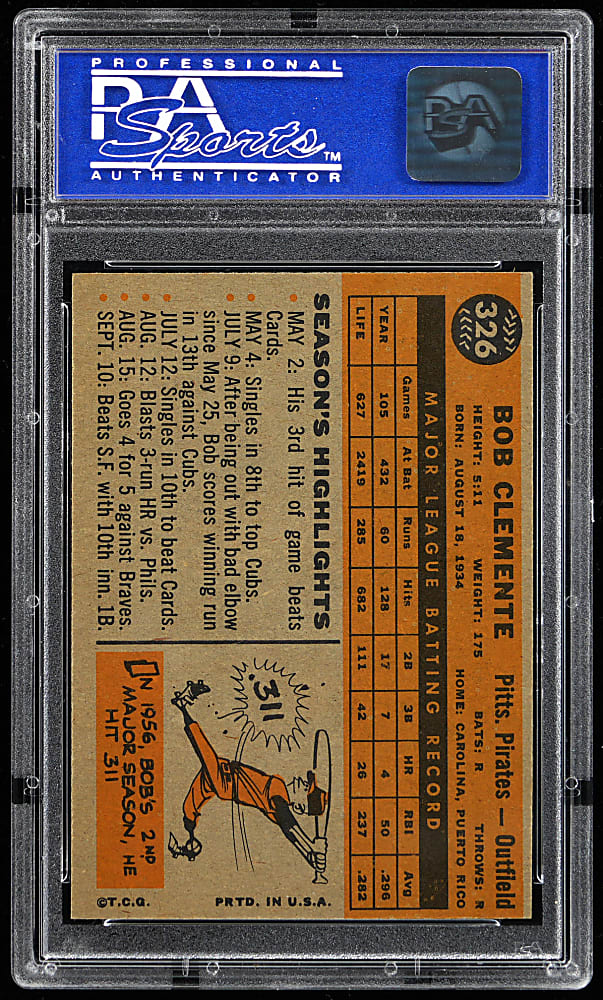 PROFESSIONAL
PSA
Sports™
AUTHENTICATOR
PSA
326
BOB CLEMENTE Pitts. Pirates — Outfield
HEIGHT: 5:11 WEIGHT: 175 BATS: R THROWS: R
BORN: AUGUST 18, 1934 HOME: CAROLINA, PUERTO RICO
MAJOR LEAGUE BATTING RECORD
Games At Bat Runs Hits 2B 3B HR RBI Avg
YEAR 105 432 60 128 17 7 4 50 .296
LIFE 627 2419 285 682 111 42 26 237 .282
SEASON'S HIGHLIGHTS
• MAY 2: His 3rd hit of game beats
Cards.
• MAY 4: Singles in 8th to top Cubs.
• JULY 9: After being out with bad elbow
since May 25, Bob scores winning run
in 13th against Cubs.
• JULY 12: Singles in 10th to beat Cards.
• AUG. 12: Blasts 3-run HR vs. Phils.
• AUG. 15: Goes 4 for 5 against Braves.
• SEPT. 10: Beats S.F. with 10th inn. 1B.
.311
IN 1956, BOB'S 2ND
MAJOR SEASON, HE
HIT 311
©T.C.G. PRTD. IN U.S.A.